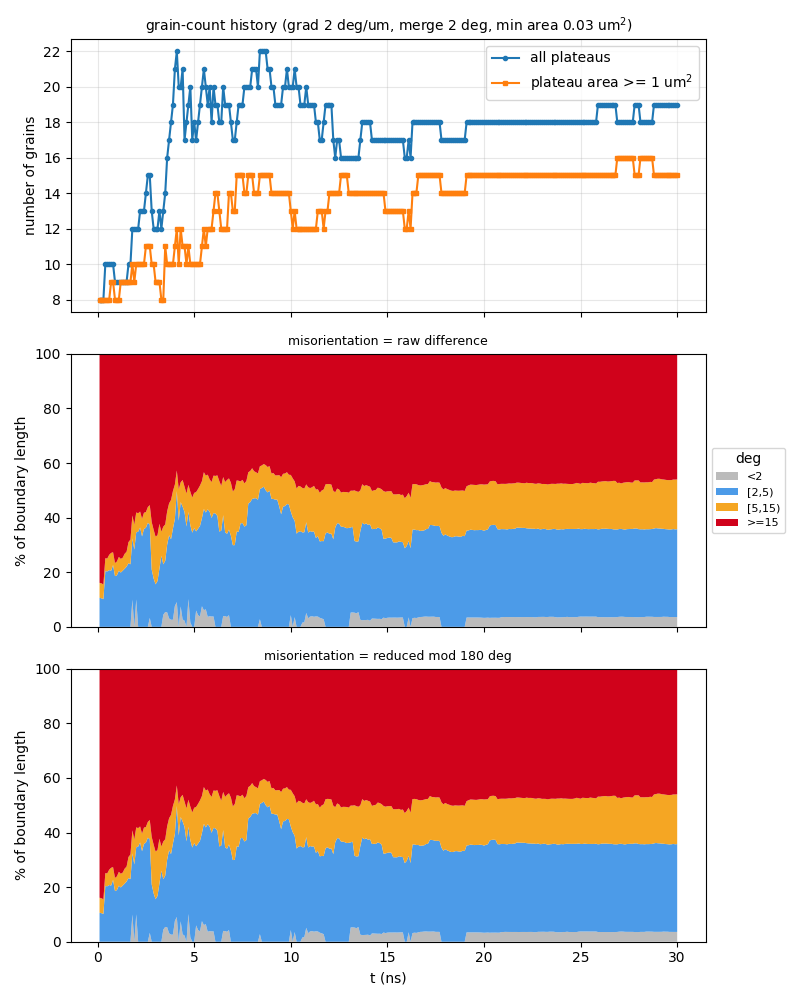 grain-count history (grad 2 deg/um, merge 2 deg, min area 0.03 um²)
22
20
18
16
14
12
10
8
number of grains
all plateaus
plateau area >= 1 um²
misorientation = raw difference
100
80
60
40
20
0
% of boundary length
deg
<2
[2,5)
[5,15)
>=15
misorientation = reduced mod 180 deg
100
80
60
40
20
0
% of boundary length
0 5 10 15 20 25 30
t (ns)